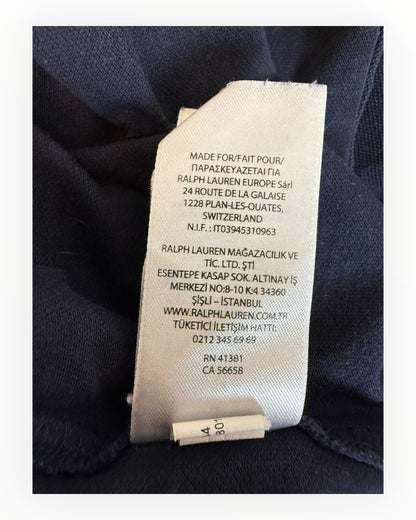 MADE FOR/FAIT POUR/
ΠΑΡΑΣΚΕΥΑΖΕΤΑΙ ΓΙΑ
RALPH LAUREN EUROPE Sárl
24 ROUTE DE LA GALAISE
1228 PLAN-LES-OUATES,
SWITZERLAND
N.I.F. : IT03945310963
RALPH LAUREN MAĞAZACILIK VE
TİC. LTD. ŞTİ
ESENTEPE KASAP SOK. ALTINAY İŞ
MERKEZİ NO:8-10 K:4 34360
ŞİŞLİ – İSTANBUL
WWW.RALPHLAUREN.COM.TR
TÜKETİCİ İLETİŞİM HATTI:
0212 345 69 69
RN 41381
CA 56658